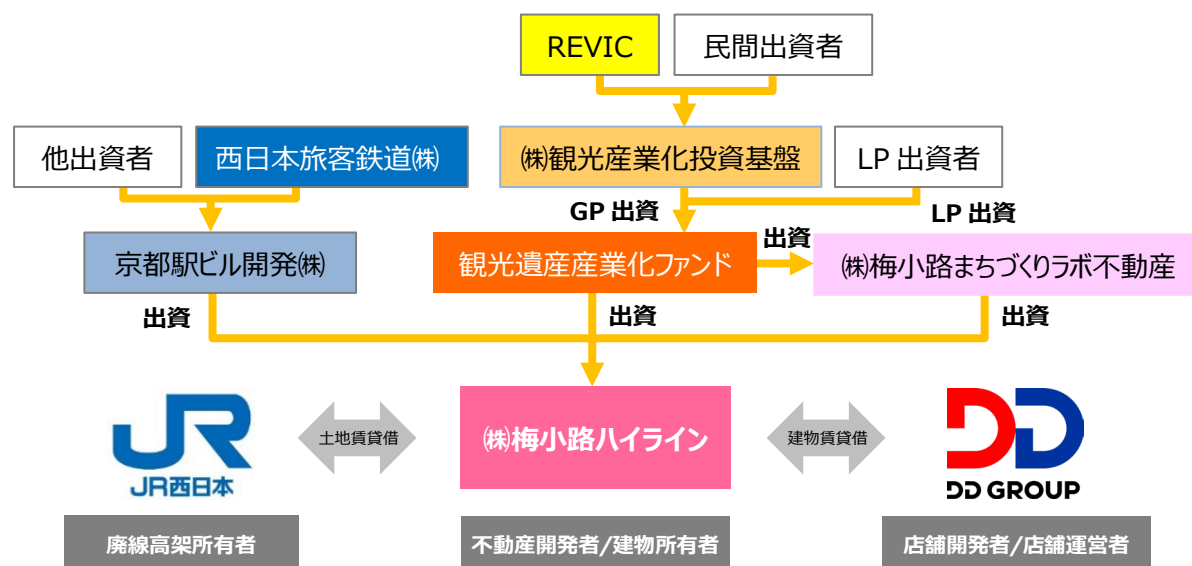 REVIC
民間出資者
他出資者
西日本旅客鉄道㈱
㈱観光産業化投資基盤
LP 出資者
GP 出資
LP 出資
京都駅ビル開発㈱
観光遺産産業化ファンド
出資
㈱梅小路まちづくりラボ不動産
出資
出資
出資
JR
JR西日本
土地賃貸借
㈱梅小路ハイライン
建物賃貸借
DD
DD GROUP
廃線高架所有者
不動産開発者/建物所有者
店舗開発者/店舗運営者